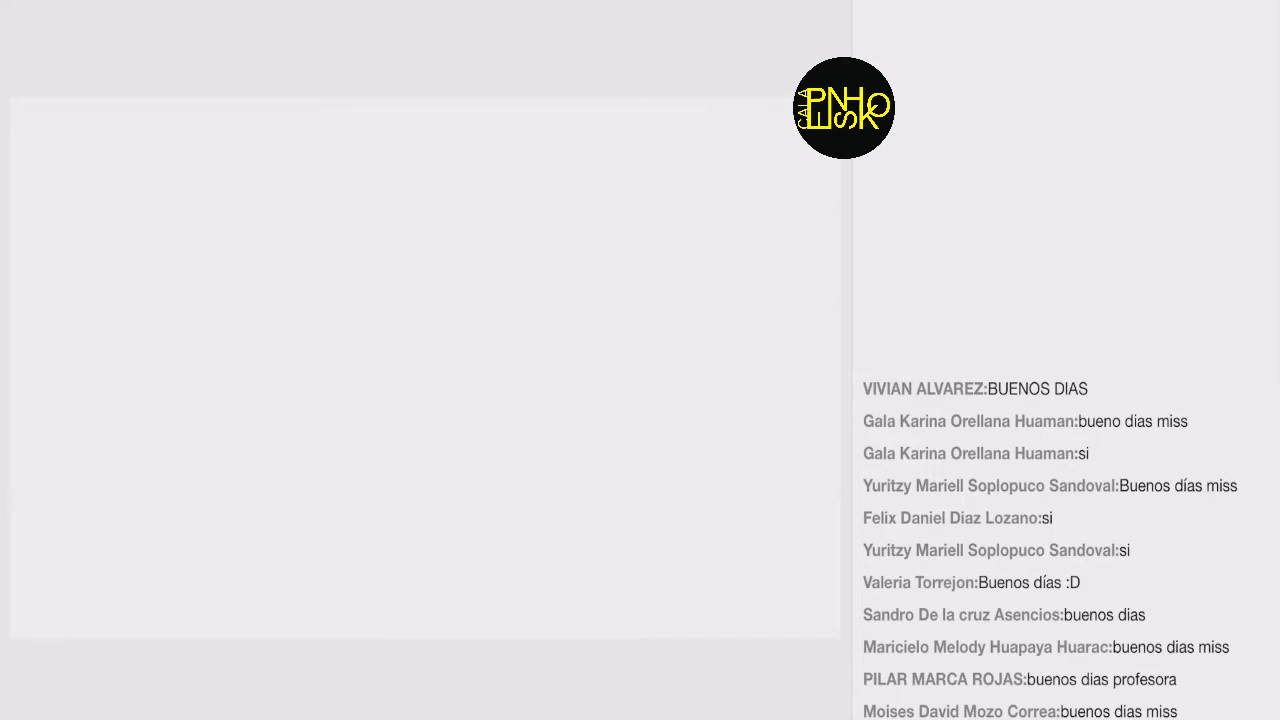 CALA
PENHSKO
VIVIAN ALVAREZ:BUENOS DIAS
Gala Karina Orellana Huaman:bueno dias miss
Gala Karina Orellana Huaman:si
Yuritzy Mariell Soplopuco Sandoval:Buenos días miss
Felix Daniel Diaz Lozano:si
Yuritzy Mariell Soplopuco Sandoval:si
Valeria Torrejon:Buenos días :D
Sandro De la cruz Asencios:buenos dias
Maricielo Melody Huapaya Huarac:buenos dias miss
PILAR MARCA ROJAS:buenos dias profesora
Moises David Mozo Correa:buenos dias miss